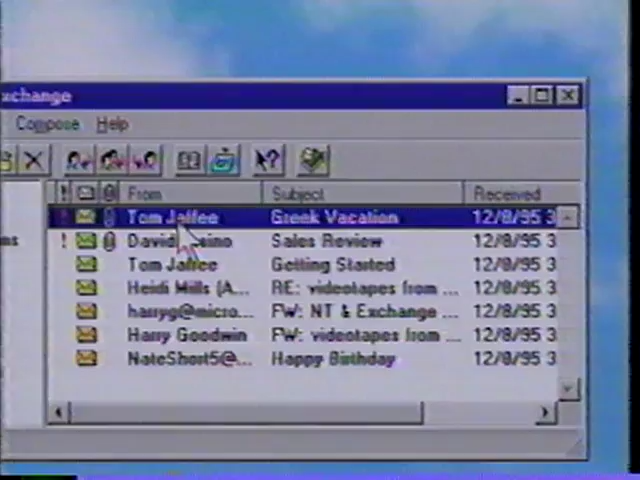 xchange
Compose Help
! @ From Subject Received
! Tom Jaffee Greek Vacation 12/8/95 3
! David Sales Review 12/8/95 3
Tom Jaffee Getting Started 12/8/95 3
Heidi Mills (A... RE: videotapes from ... 12/8/95 3
harryg@micro... FW: NT & Exchange ... 12/8/95 3
Harry Goodwin FW: videotapes from ... 12/8/95 3
NateShort5@... Happy Birthday 12/8/95 3